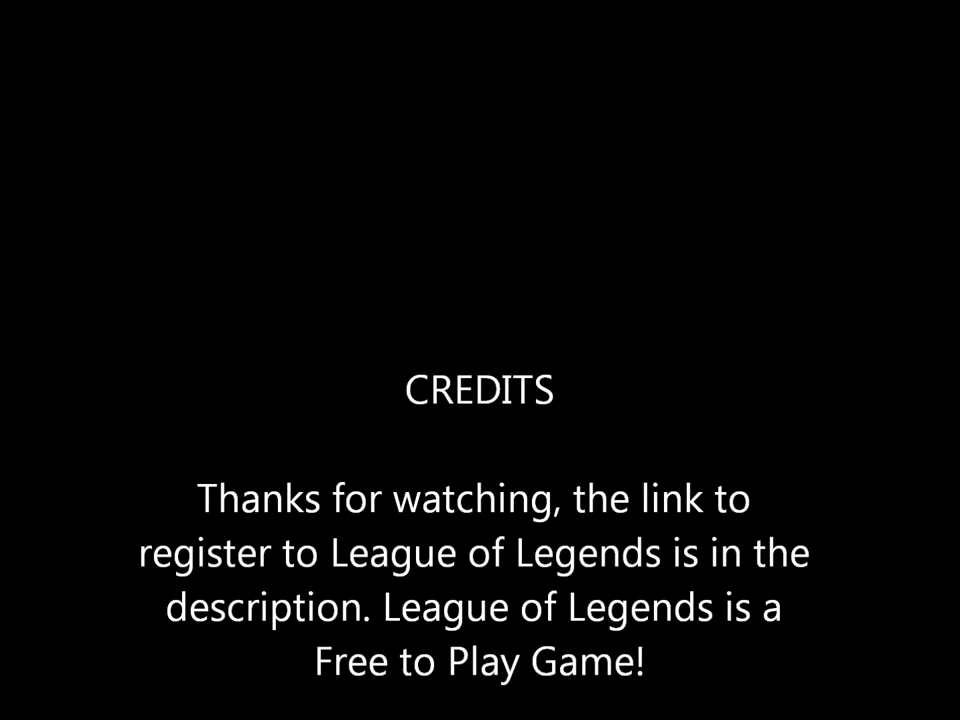 CREDITS
Thanks for watching, the link to
register to League of Legends is in the
description. League of Legends is a
Free to Play Game!